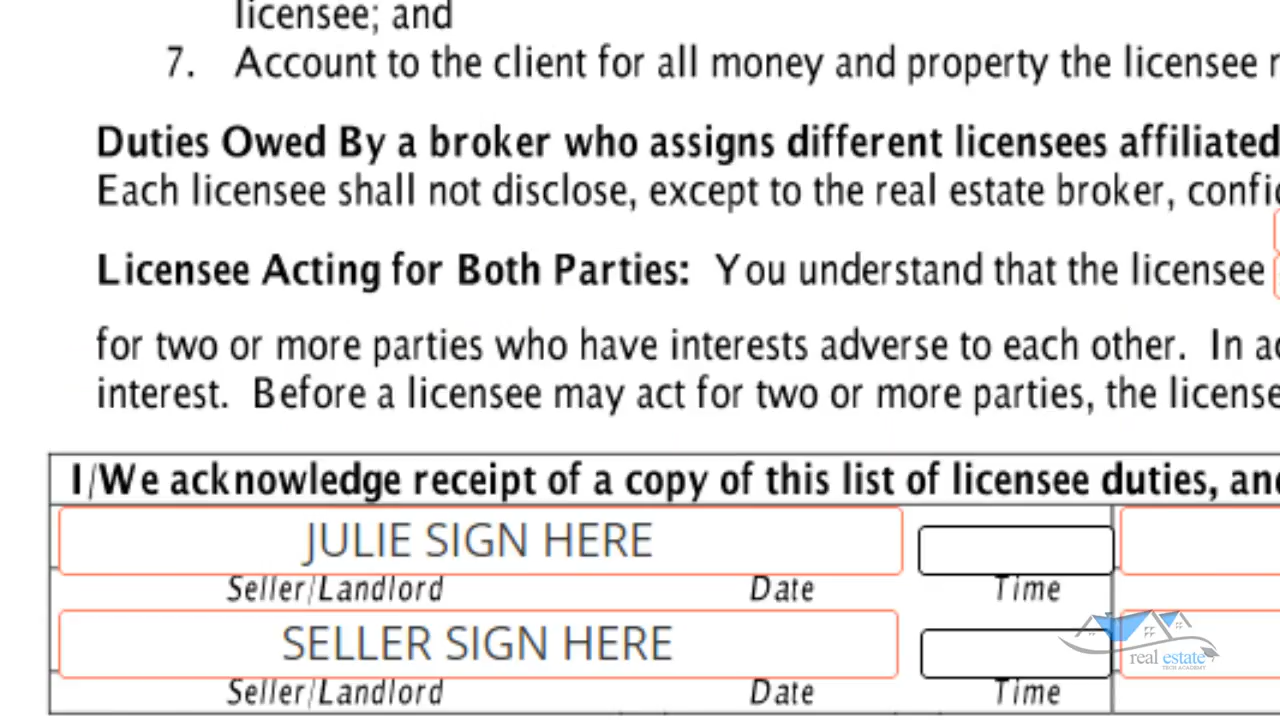 licensee; and
7. Account to the client for all money and property the licensee
Duties Owed By a broker who assigns different licensees affiliated
Each licensee shall not disclose, except to the real estate broker,
Licensee Acting for Both Parties: You understand that the licensee
for two or more parties who have interests adverse to each other. In
interest. Before a licensee may act for two or more parties, the
I/We acknowledge receipt of a copy of this list of licensee duties,
JULIE SIGN HERE
Seller/Landlord Date Time
SELLER SIGN HERE
real estate
TECH ACADEMY
Seller/Landlord Date Time